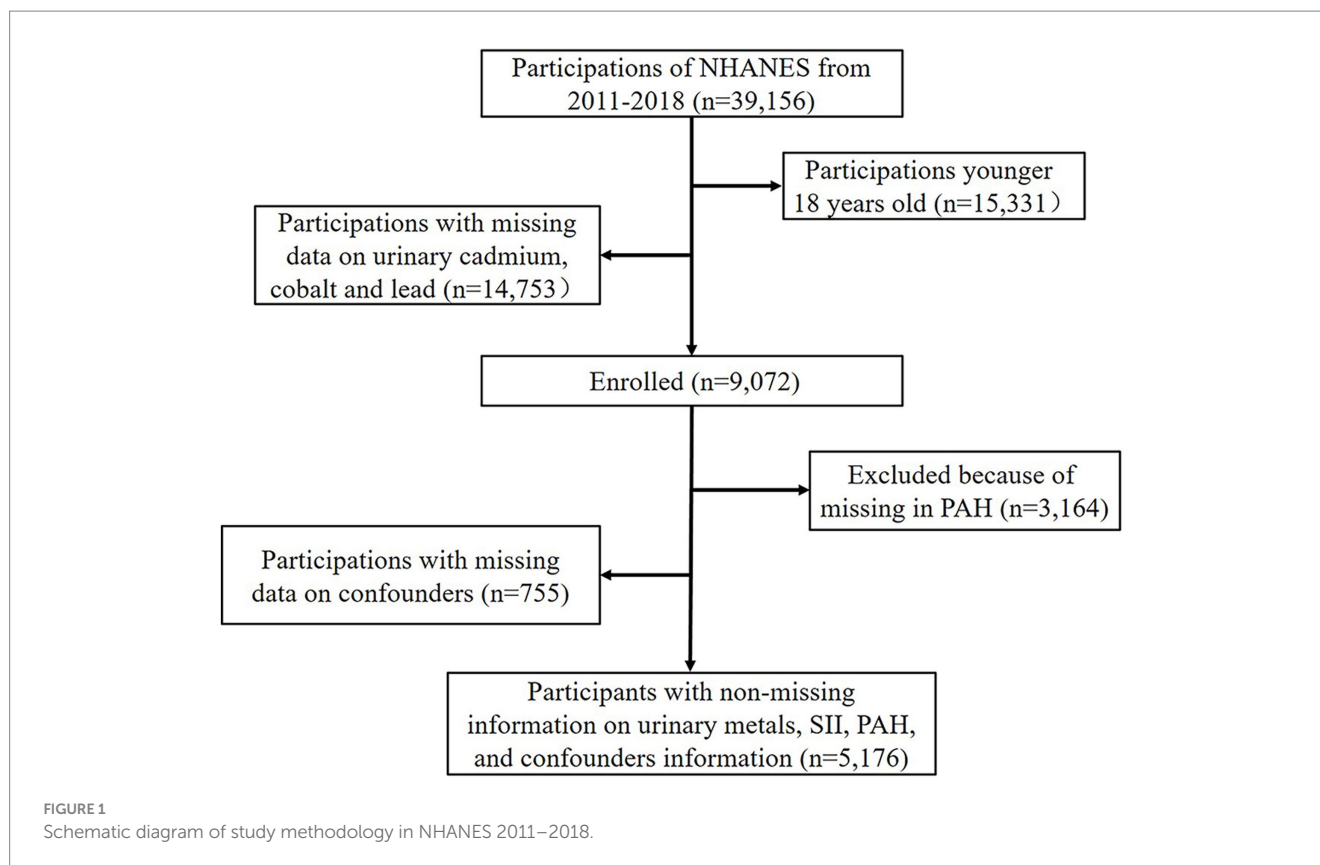 Participations of NHANES from
2011-2018 (n=39,156)
Participations younger
18 years old (n=15,331）
Participations with missing
data on urinary cadmium,
cobalt and lead (n=14,753）
Enrolled (n=9,072)
Excluded because of
missing in PAH (n=3,164)
Participations with missing
data on confounders (n=755)
Participants with non-missing
information on urinary metals, SII, PAH,
and confounders information (n=5,176)
FIGURE 1
Schematic diagram of study methodology in NHANES 2011–2018.